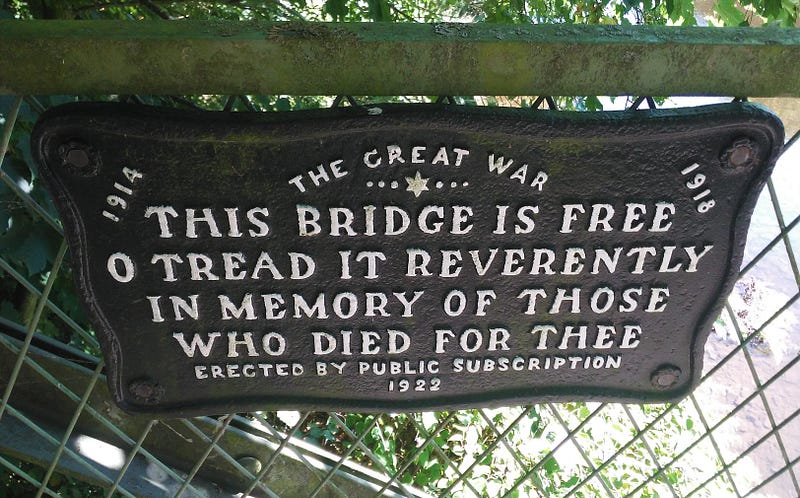 THE GREAT WAR
1914 1918
THIS BRIDGE IS FREE
O TREAD IT REVERENTLY
IN MEMORY OF THOSE
WHO DIED FOR THEE
ERECTED BY PUBLIC SUBSCRIPTION
1922